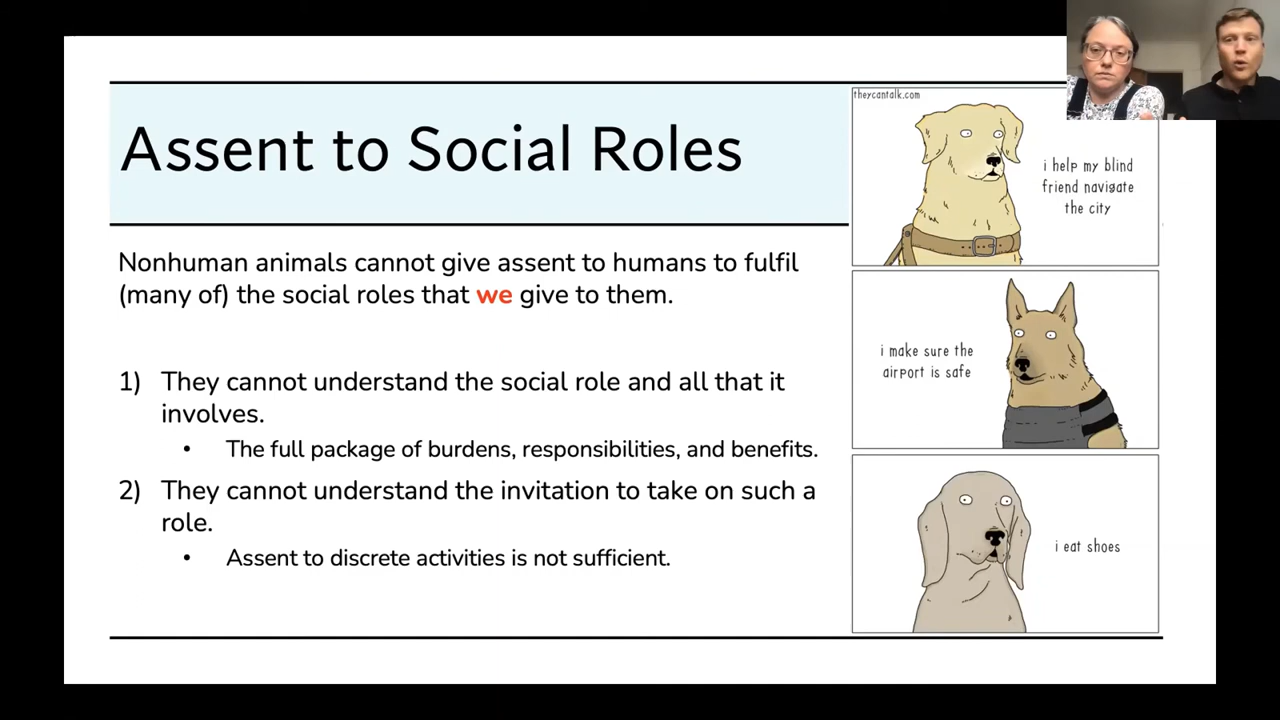 Assent to Social Roles
Nonhuman animals cannot give assent to humans to fulfil
(many of) the social roles that we give to them.
1) They cannot understand the social role and all that it
involves.
• The full package of burdens, responsibilities, and benefits.
2) They cannot understand the invitation to take on such a
role.
• Assent to discrete activities is not sufficient.
theycantalk.com
i help my blind
friend navigate
the city
i make sure the
airport is safe
i eat shoes